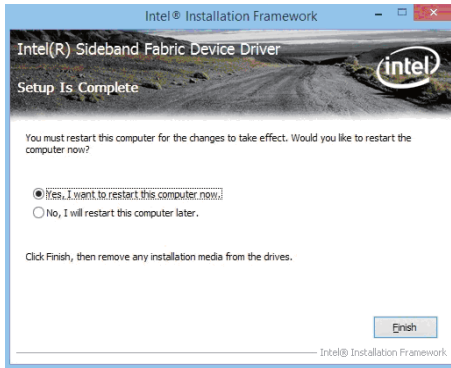 Intel® Installation Framework
Intel(R) Sideband Fabric Device Driver
intel
Setup Is Complete
You must restart this computer for the changes to take effect. Would you like to restart the
computer now?
Yes, I want to restart this computer now.
No, I will restart this computer later.
Click Finish, then remove any installation media from the drives.
Finish
Intel® Installation Framework